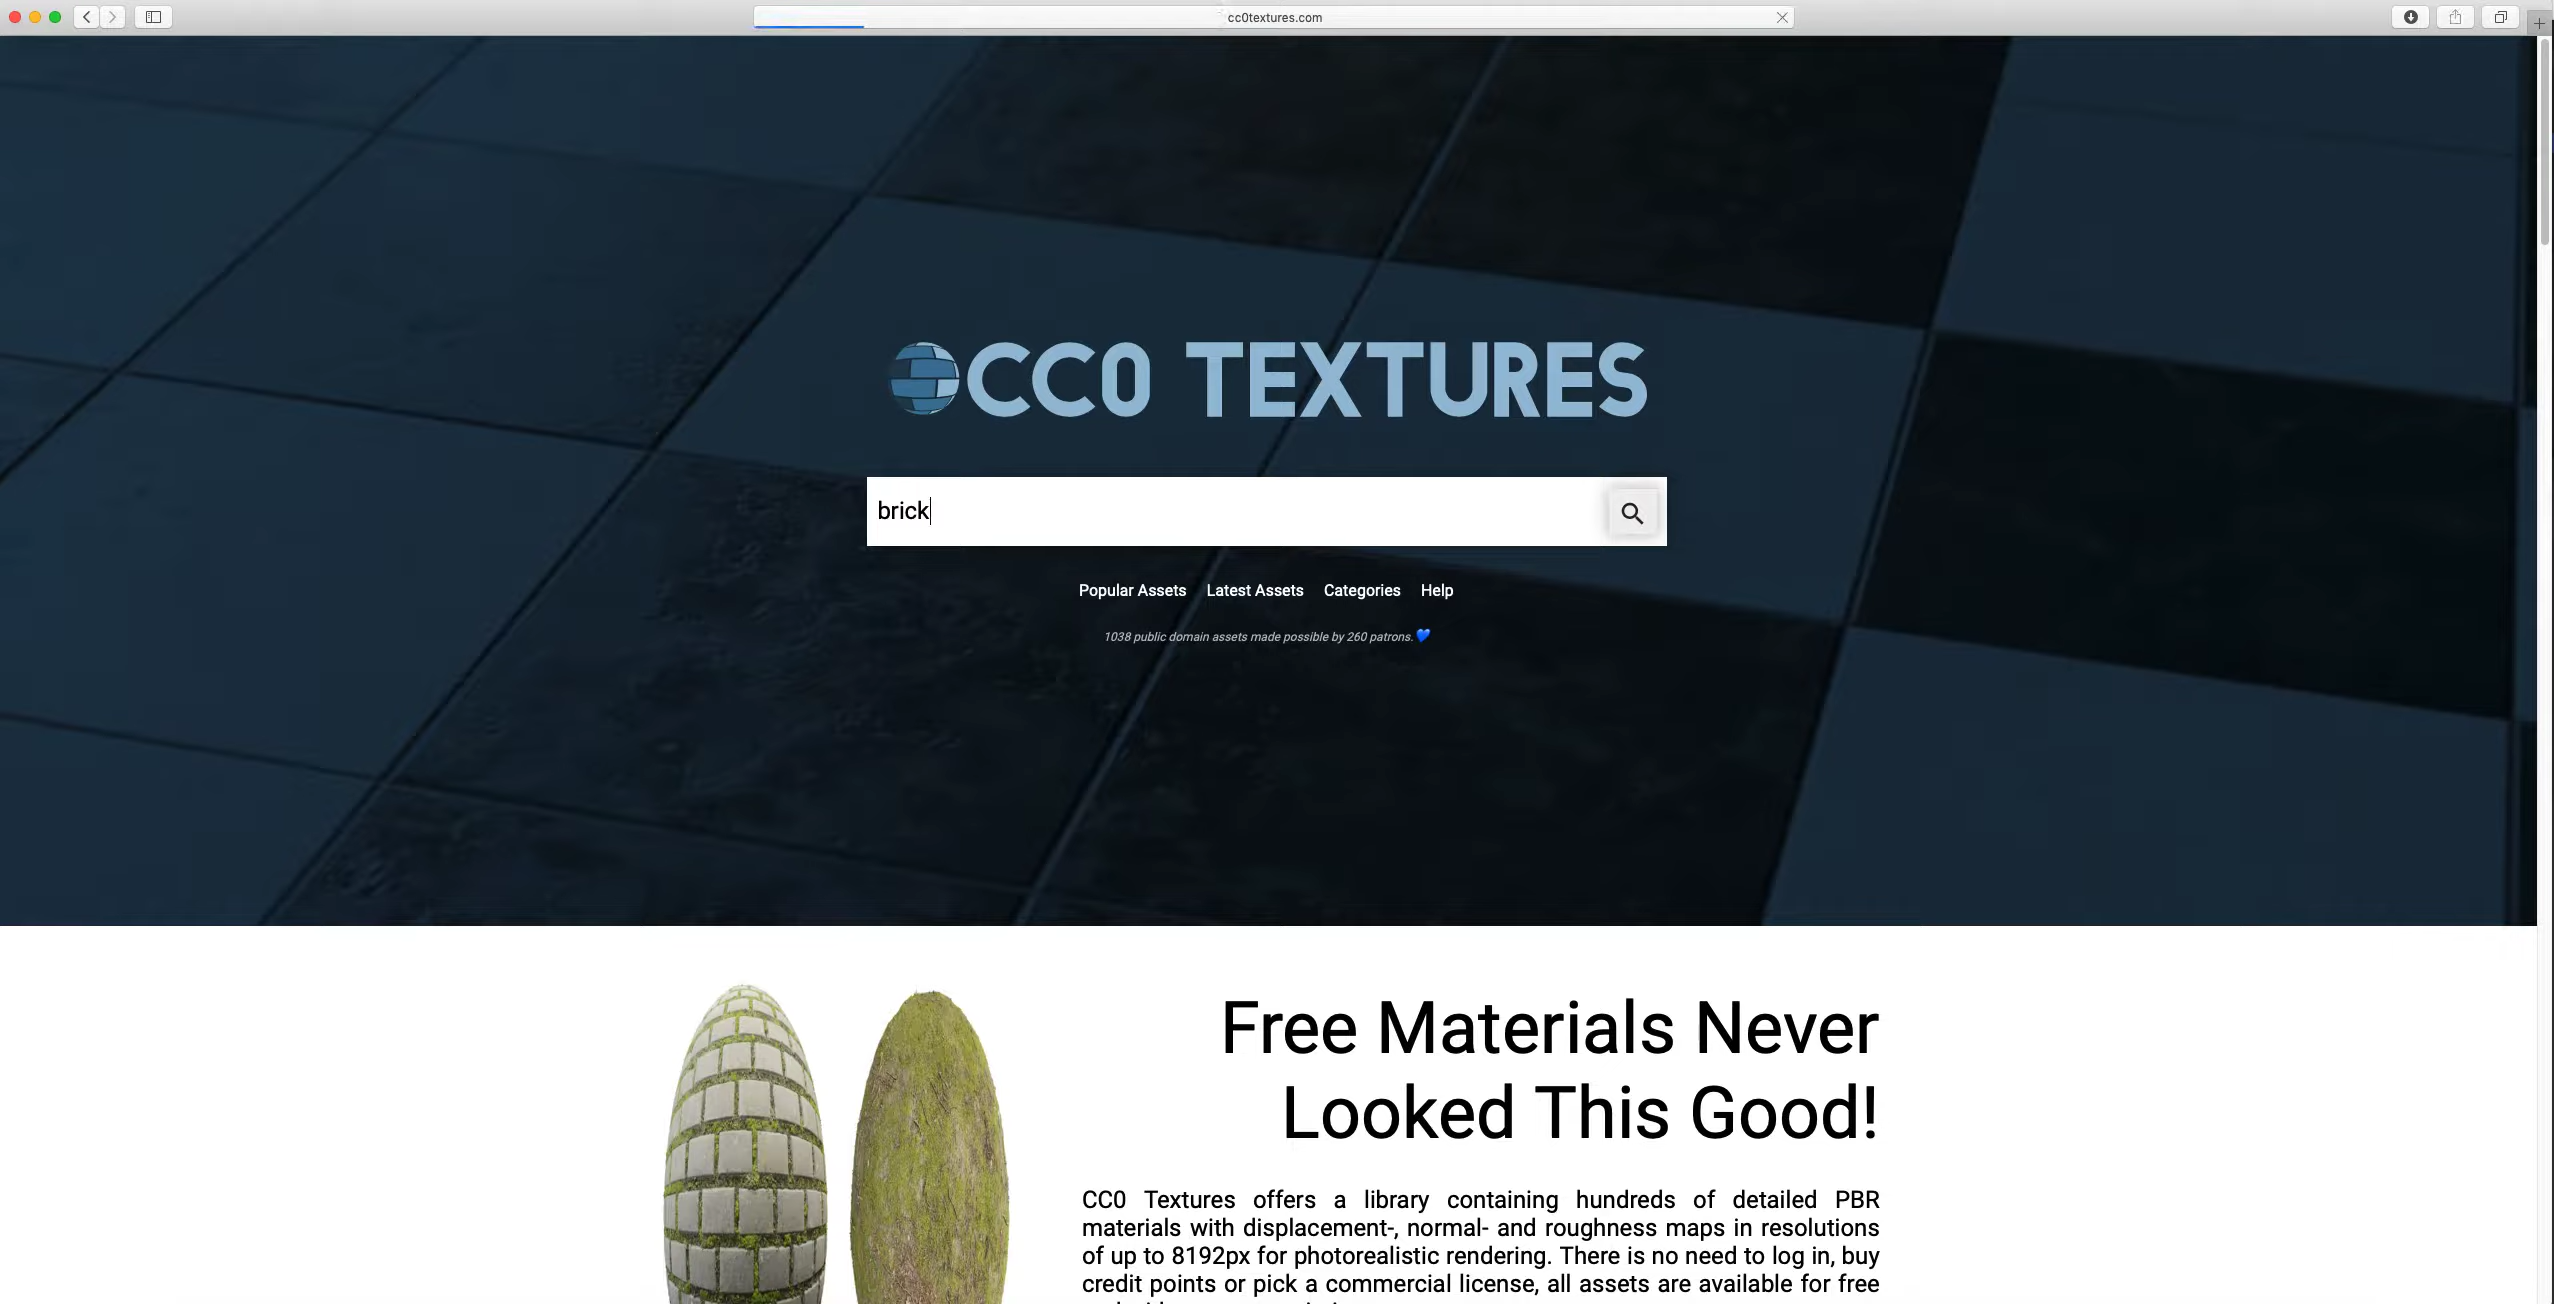 cc0textures.com
CC0 TEXTURES
brick
Popular Assets Latest Assets Categories Help
1038 public domain assets made possible by 260 patrons.💙
Free Materials Never
Looked This Good!
CC0 Textures offers a library containing hundreds of detailed PBR
materials with displacement-, normal- and roughness maps in resolutions
of up to 8192px for photorealistic rendering. There is no need to log in, buy
credit points or pick a commercial license, all assets are available for free